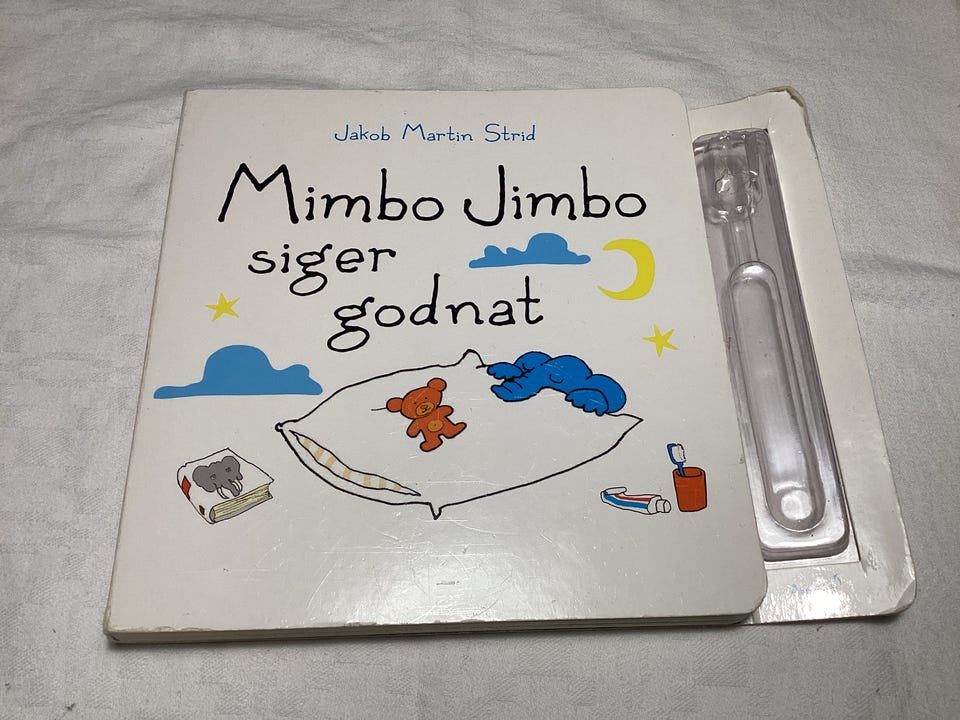 Jakob Martin Strid
Mimbo Jimbo
siger
godnat